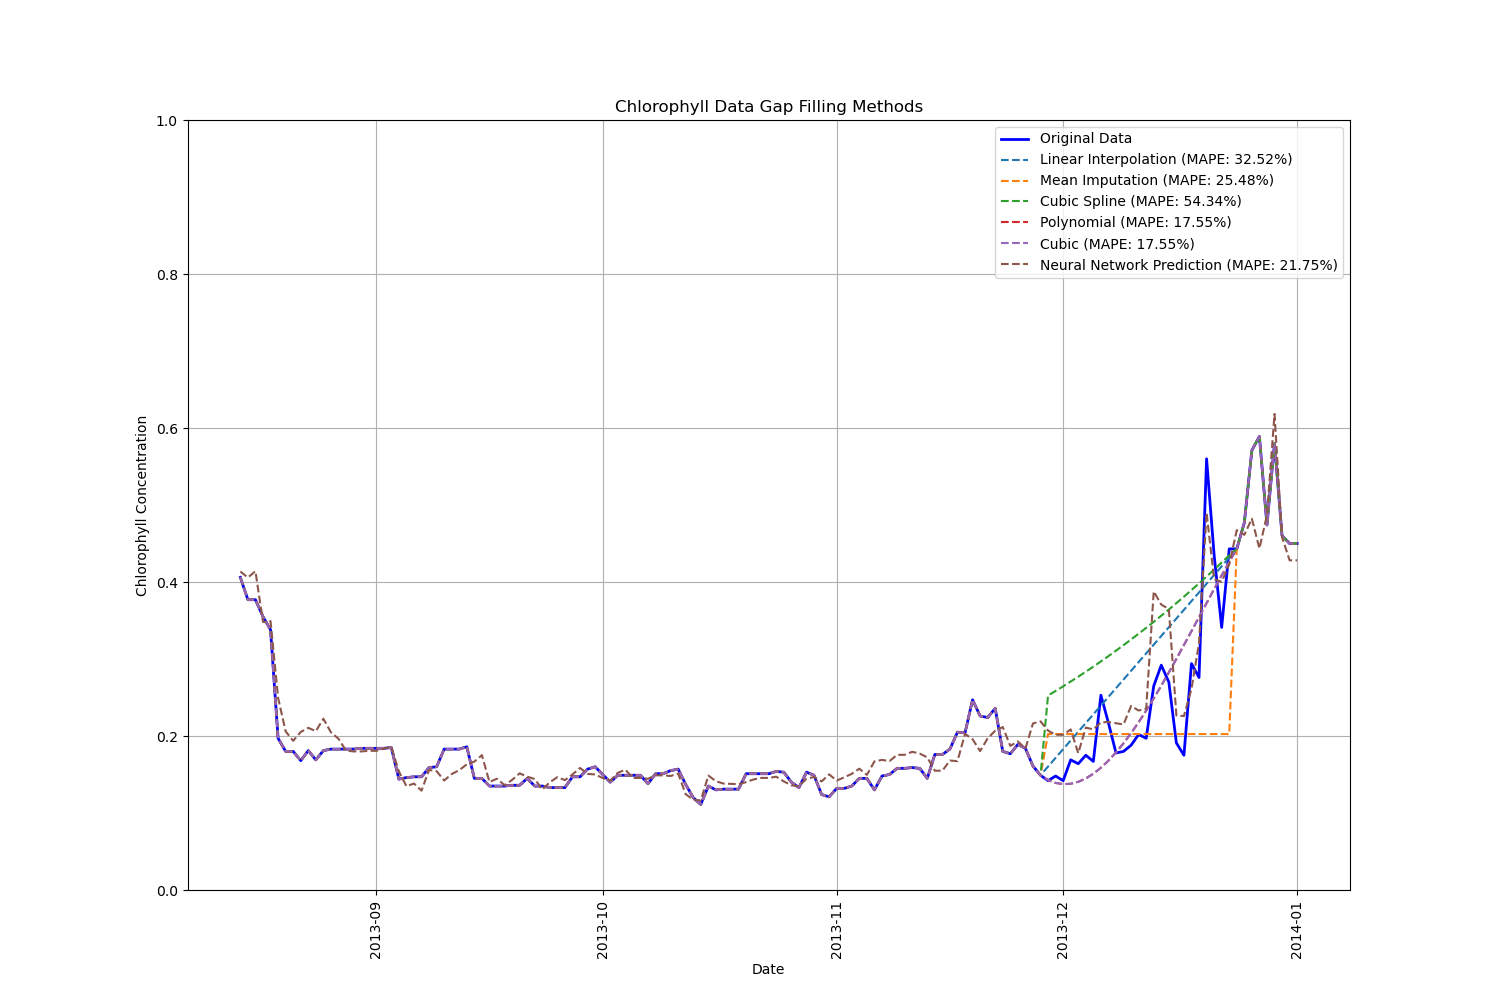 Chlorophyll Data Gap Filling Methods
1.0
0.8
0.6
0.4
0.2
0.0
Chlorophyll Concentration
Original Data
Linear Interpolation (MAPE: 32.52%)
Mean Imputation (MAPE: 25.48%)
Cubic Spline (MAPE: 54.34%)
Polynomial (MAPE: 17.55%)
Cubic (MAPE: 17.55%)
Neural Network Prediction (MAPE: 21.75%)
2013-09
2013-10
2013-11
2013-12
2014-01
Date